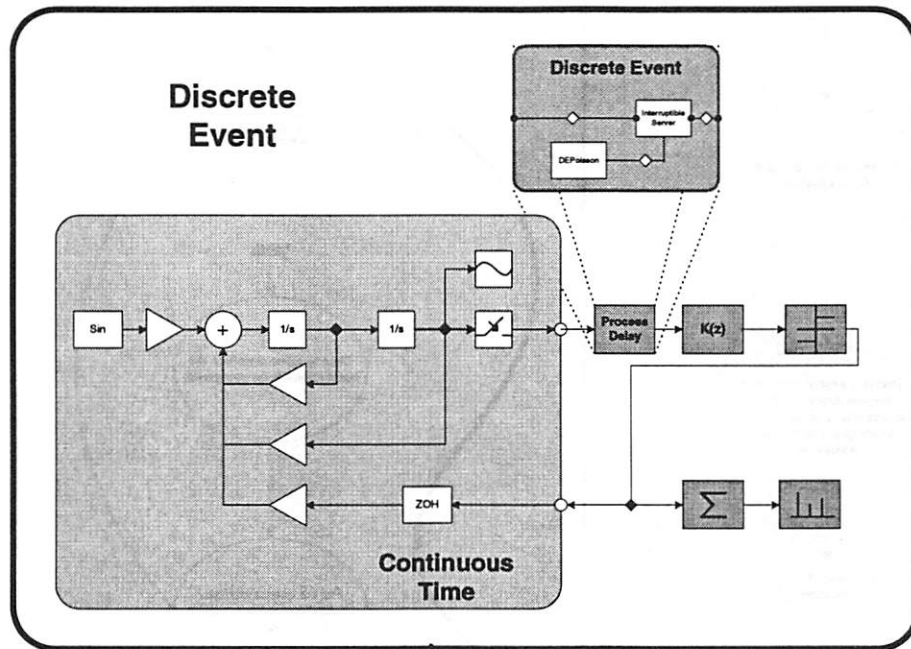 Discrete Event
Interruptible
Server
DEPoisson
Discrete
Event
Sin
+
1/s
1/s
Process
Delay
K(z)
ZOH
Σ
Continuous
Time